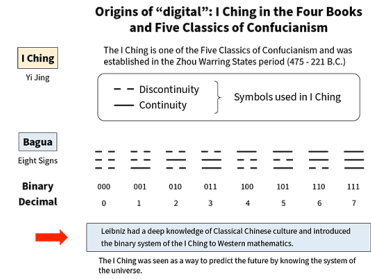 Origins of “digital”: I Ching in the Four Books
and Five Classics of Confucianism
I Ching
Yi Jing
The I Ching is one of the Five Classics of Confucianism and was
established in the Zhou Warring States period (475 - 221 B.C.)
Discontinuity
Continuity
Symbols used in I Ching
Bagua
Eight Signs
Binary 000 001 010 011 100 101 110 111
Decimal 0 1 2 3 4 5 6 7
Leibniz had a deep knowledge of Classical Chinese culture and introduced
the binary system of the I Ching to Western mathematics.
The I Ching was seen as a way to predict the future by knowing the system of
the universe.